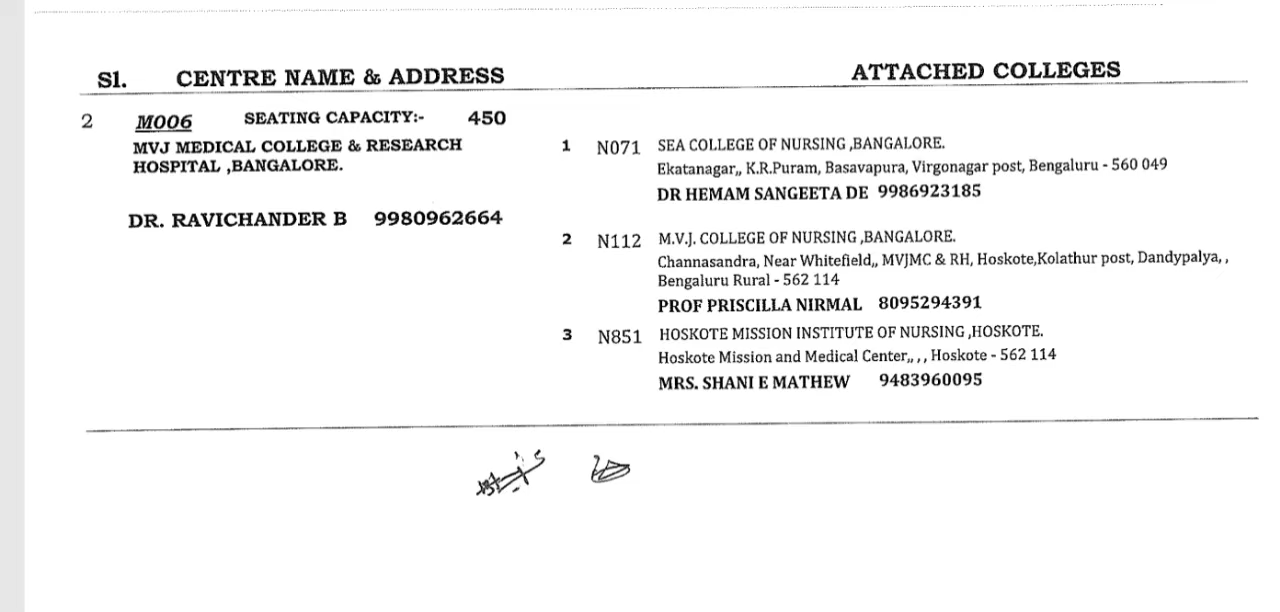 Sl. CENTRE NAME & ADDRESS ATTACHED COLLEGES
2 M006 SEATING CAPACITY:- 450
MVJ MEDICAL COLLEGE & RESEARCH
HOSPITAL ,BANGALORE.
DR. RAVICHANDER B 9980962664
1 N071 SEA COLLEGE OF NURSING ,BANGALORE.
Ekatanagar,, K.R.Puram, Basavapura, Virgonagar post, Bengaluru - 560 049
DR HEMAM SANGEETA DE 9986923185
2 N112 M.V.J. COLLEGE OF NURSING ,BANGALORE.
Channasandra, Near Whitefield,, MVJMC & RH, Hoskote,Kolathur post, Dandypalya, ,
Bengaluru Rural - 562 114
PROF PRISCILLA NIRMAL 8095294391
3 N851 HOSKOTE MISSION INSTITUTE OF NURSING ,HOSKOTE.
Hoskote Mission and Medical Center,, , , Hoskote - 562 114
MRS. SHANI E MATHEW 9483960095